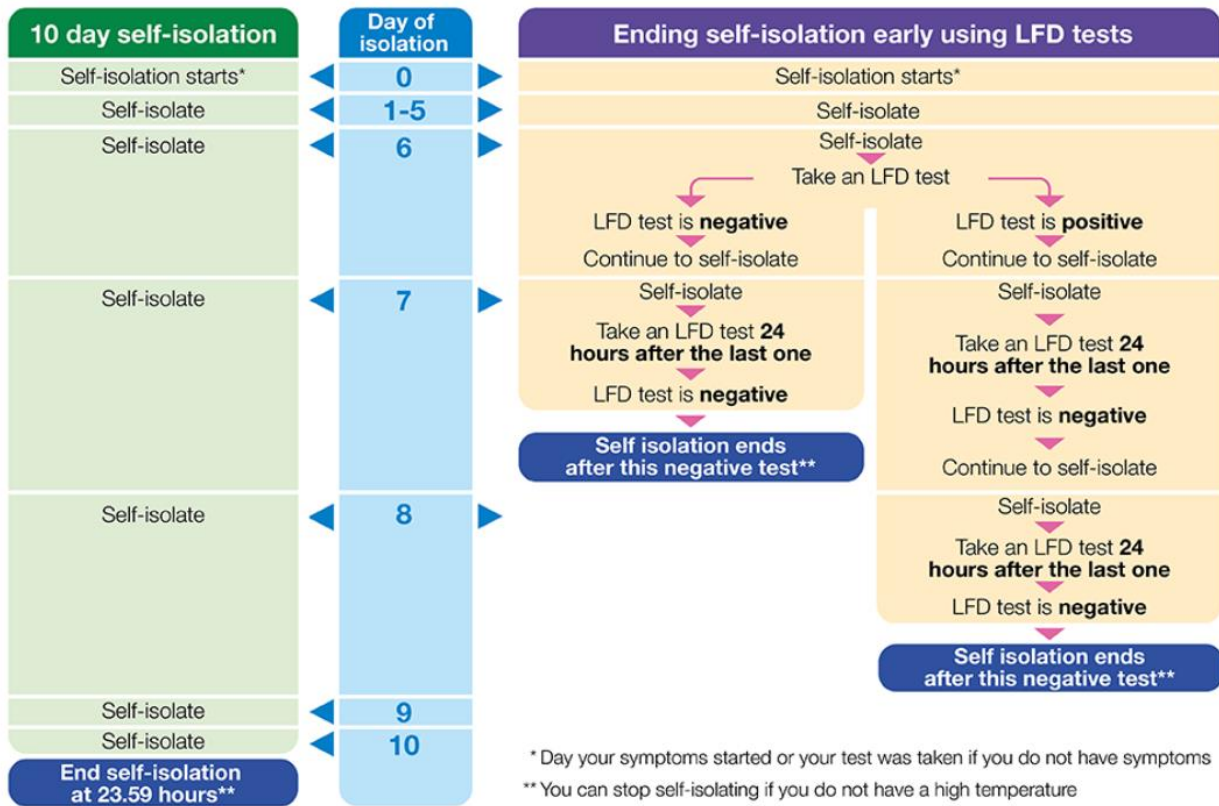 10 day self-isolation
Day of
isolation
Ending self-isolation early using LFD tests
Self-isolation starts*
0
Self-isolation starts*
Self-isolate
1-5
Self-isolate
Self-isolate
6
Self-isolate
Take an LFD test
LFD test is negative
LFD test is positive
Continue to self-isolate
Continue to self-isolate
Self-isolate
7
Self-isolate
Take an LFD test 24
hours after the last one
LFD test is negative
Self isolation ends
after this negative test**
Self-isolate
Take an LFD test 24
hours after the last one
LFD test is negative
Continue to self-isolate
Self-isolate
8
Self-isolate
Take an LFD test 24
hours after the last one
LFD test is negative
Self isolation ends
after this negative test**
Self-isolate
9
Self-isolate
10
End self-isolation
at 23.59 hours**
* Day your symptoms started or your test was taken if you do not have symptoms
** You can stop self-isolating if you do not have a high temperature